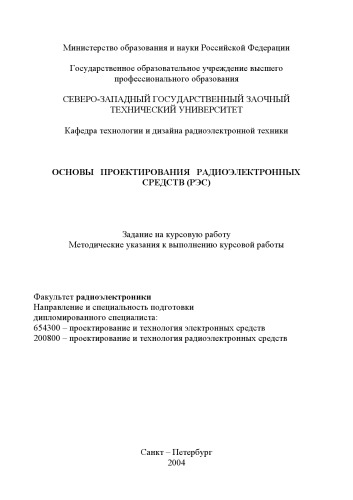 Министерство образования и науки Российской Федерации
Государственное образовательное учреждение высшего
профессионального образования
СЕВЕРО-ЗАПАДНЫЙ ГОСУДАРСТВЕННЫЙ ЗАОЧНЫЙ
ТЕХНИЧЕСКИЙ УНИВЕРСИТЕТ
Кафедра технологии и дизайна радиоэлектронной техники
ОСНОВЫ ПРОЕКТИРОВАНИЯ РАДИОЭЛЕКТРОННЫХ
СРЕДСТВ (РЭС)
Задание на курсовую работу
Методические указания к выполнению курсовой работы
Факультет радиоэлектроники
Направление и специальность подготовки
дипломированного специалиста:
654300 – проектирование и технология электронных средств
200800 – проектирование и технология радиоэлектронных средств
Санкт – Петербург
2004